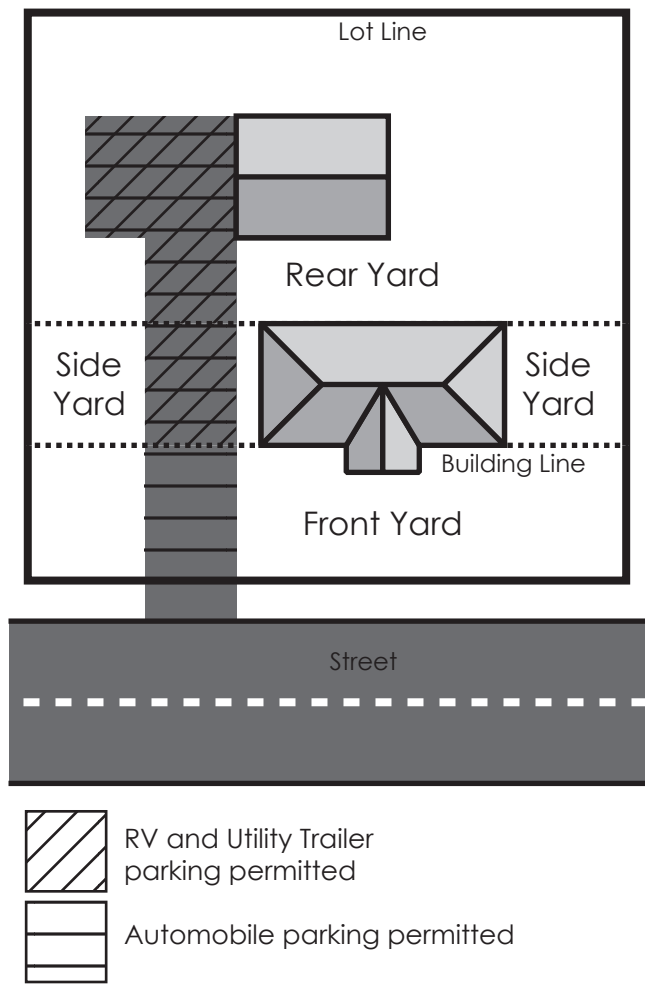 Lot Line
Rear Yard
Side
Yard
Side
Yard
Building Line
Front Yard
Street
RV and Utility Trailer
parking permitted
Automobile parking permitted